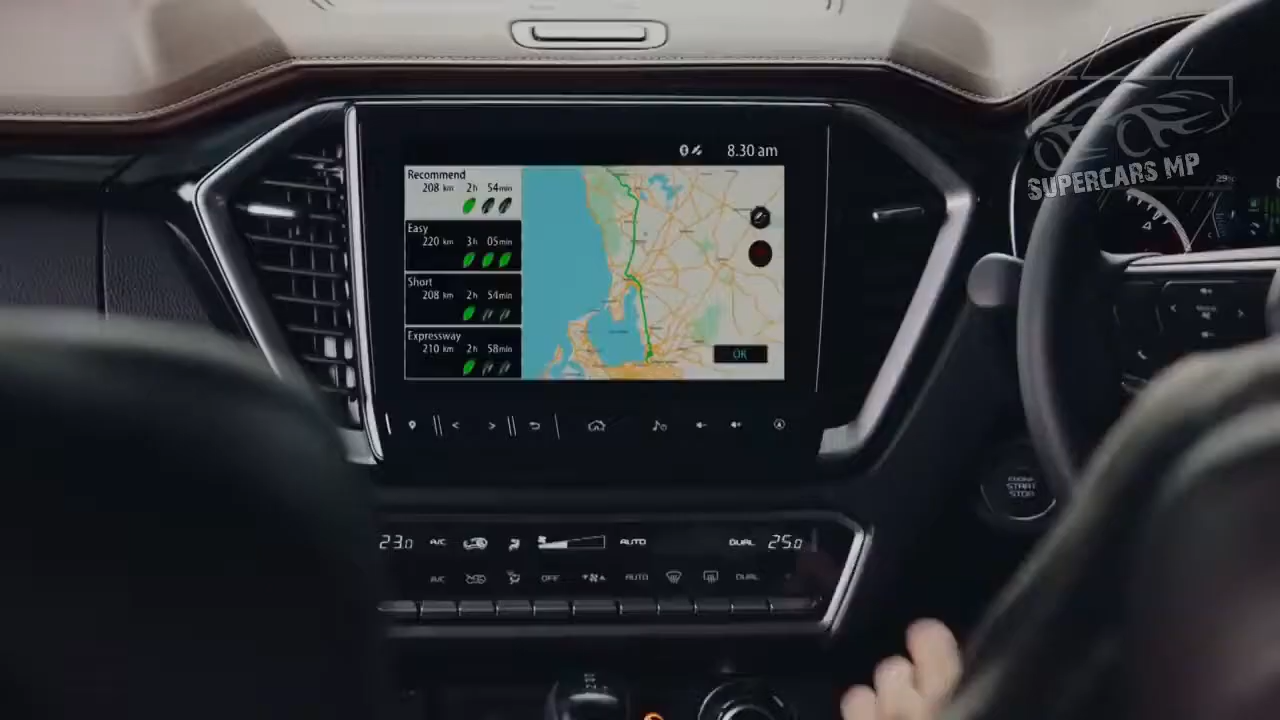 8.30 am
Recommend
208 km 2h 54min
Easy
220 km 3h 05min
Short
208 km 2h 54min
Expressway
210 km 2h 58min
OK
SUPERCARS MP
Menu
ENGINE
START
STOP
23.0 A/C AUTO DUAL 25.0
A/C OFF AUTO DUAL